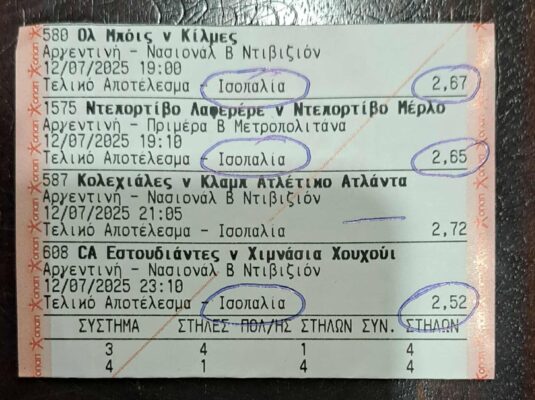 580 Ολ Μπόις v Κίλμες
Αργεντινή - Νασιονάλ Β Ντιβιζιόν
12/07/2025 19:00
Τελικό Αποτέλεσμα - Ισοπαλία 2,67
1575 Ντεπορτίβο Λαφερέρε v Ντεπορτίβο Μέρλο
Αργεντινή - Πριμέρα Β Μετροπολιτάνα
12/07/2025 19:10
Τελικό Αποτέλεσμα - Ισοπαλία 2,65
587 Κολεχιάλες v Κλαμπ Ατλέτικο Ατλάντα
Αργεντινή - Νασιονάλ Β Ντιβιζιόν
12/07/2025 21:05
Τελικό Αποτέλεσμα - Ισοπαλία 2,72
608 CA Εστουδιάντες v Χιμνάσια Χουχούι
Αργεντινή - Νασιονάλ Β Ντιβιζιόν
12/07/2025 23:10
Τελικό Αποτέλεσμα - Ισοπαλία 2,52
ΣΥΣΤΗΜΑ ΣΤΗΛΕΣ ΠΟΛ/ΗΣ ΣΤΗΛΩΝ ΣΥΝ. ΣΤΗΛΩΝ
3 4 1 4
4 1 4 4